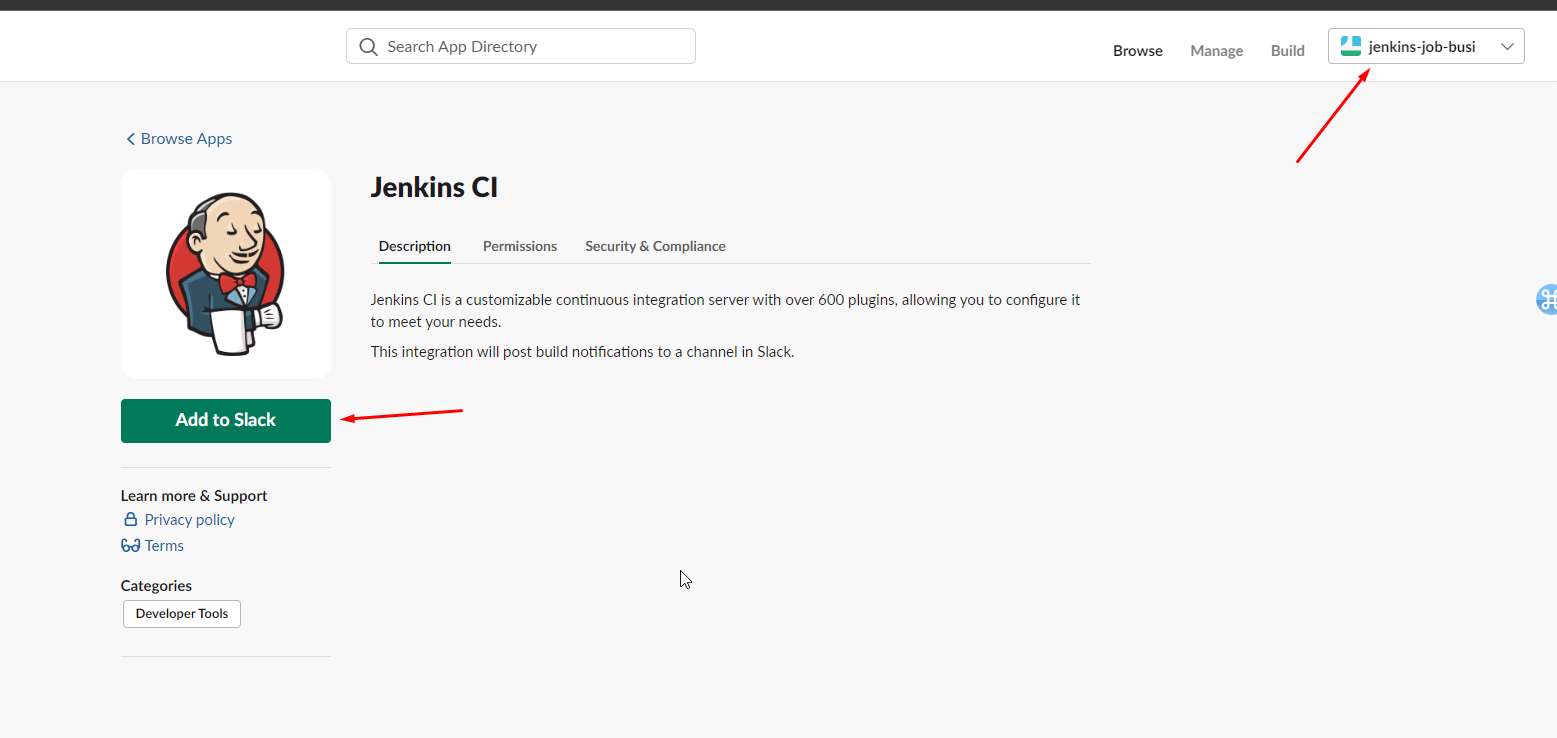 Search App Directory
Browse
Manage
Build
jenkins-job-busi
Browse Apps
Jenkins CI
Description
Permissions
Security & Compliance
Jenkins CI is a customizable continuous integration server with over 600 plugins, allowing you to configure it
to meet your needs.
This integration will post build notifications to a channel in Slack.
Add to Slack
Learn more & Support
Privacy policy
Terms
Categories
Developer Tools